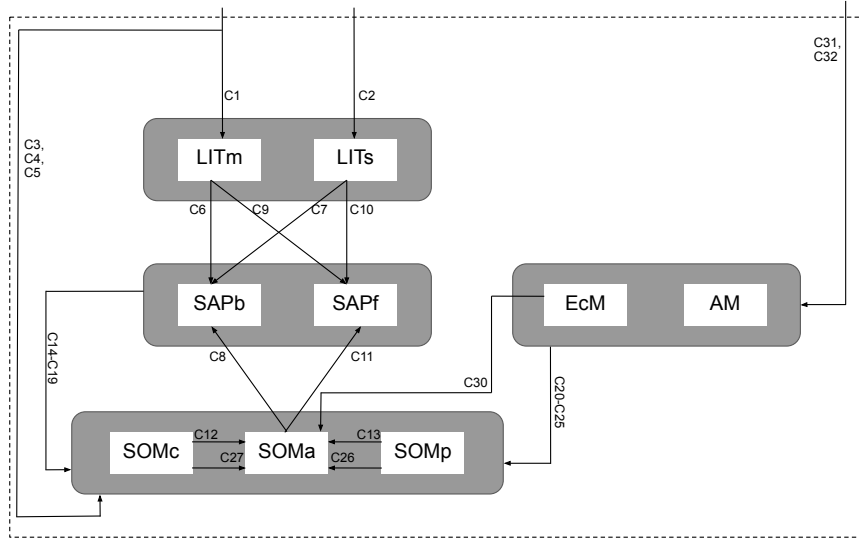 C31,
C32
C1
C2
C3,
C4,
C5
LITm
LITs
C6
C9
C7
C10
SAPb
SAPf
EcM
AM
C14-C19
C8
C11
C30
C20-C25
C12
C13
SOMc
SOMa
SOMp
C27
C26